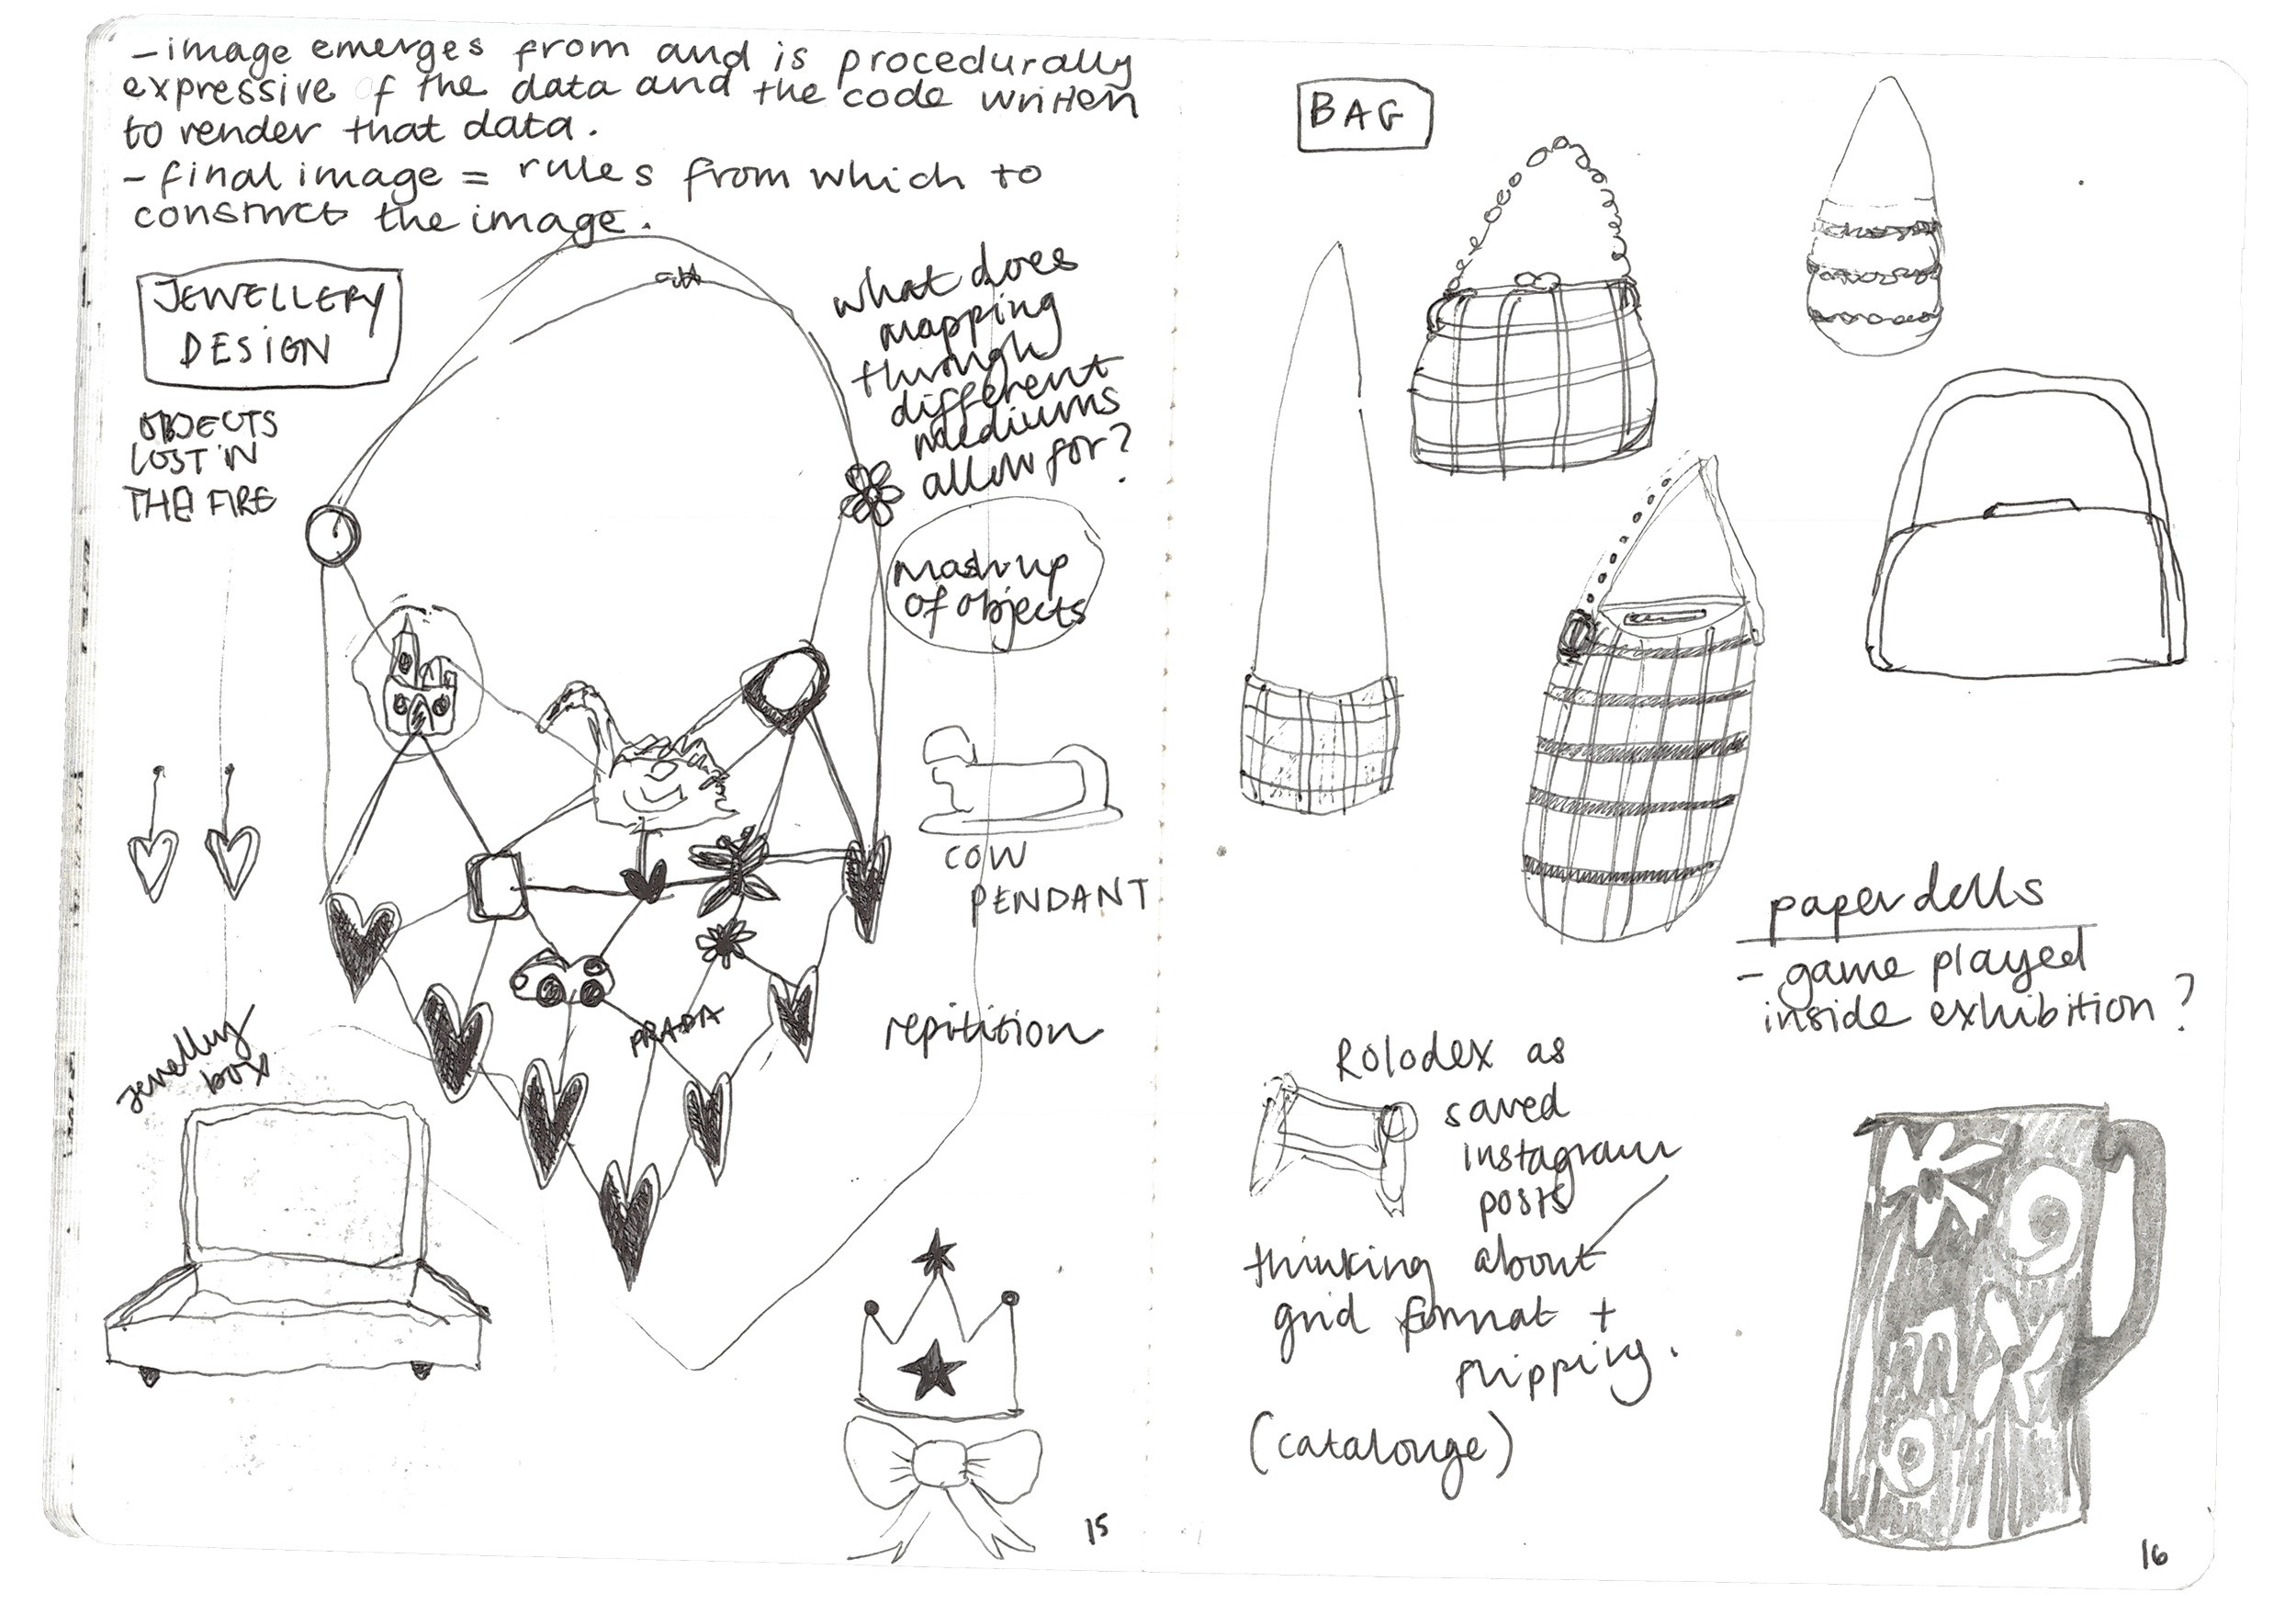 - image emerges from and is procedurally
expressive of the data and the code written
to render that data.
- final image = rules from which to
construct the image.
JEWELLERY
DESIGN
OBJECTS
LOST IN
THE FIRE
what does
mapping
through
different
mediums
allow for?
mash up
of objects
COW
PENDANT
repitition
PRADA
Jewellry
box
15
BAG
paper dolls
- game played
inside exhibition?
Rolodex as
saved
instagram
posts
thinking about
grid format +
flipping.
(catalouge)
16